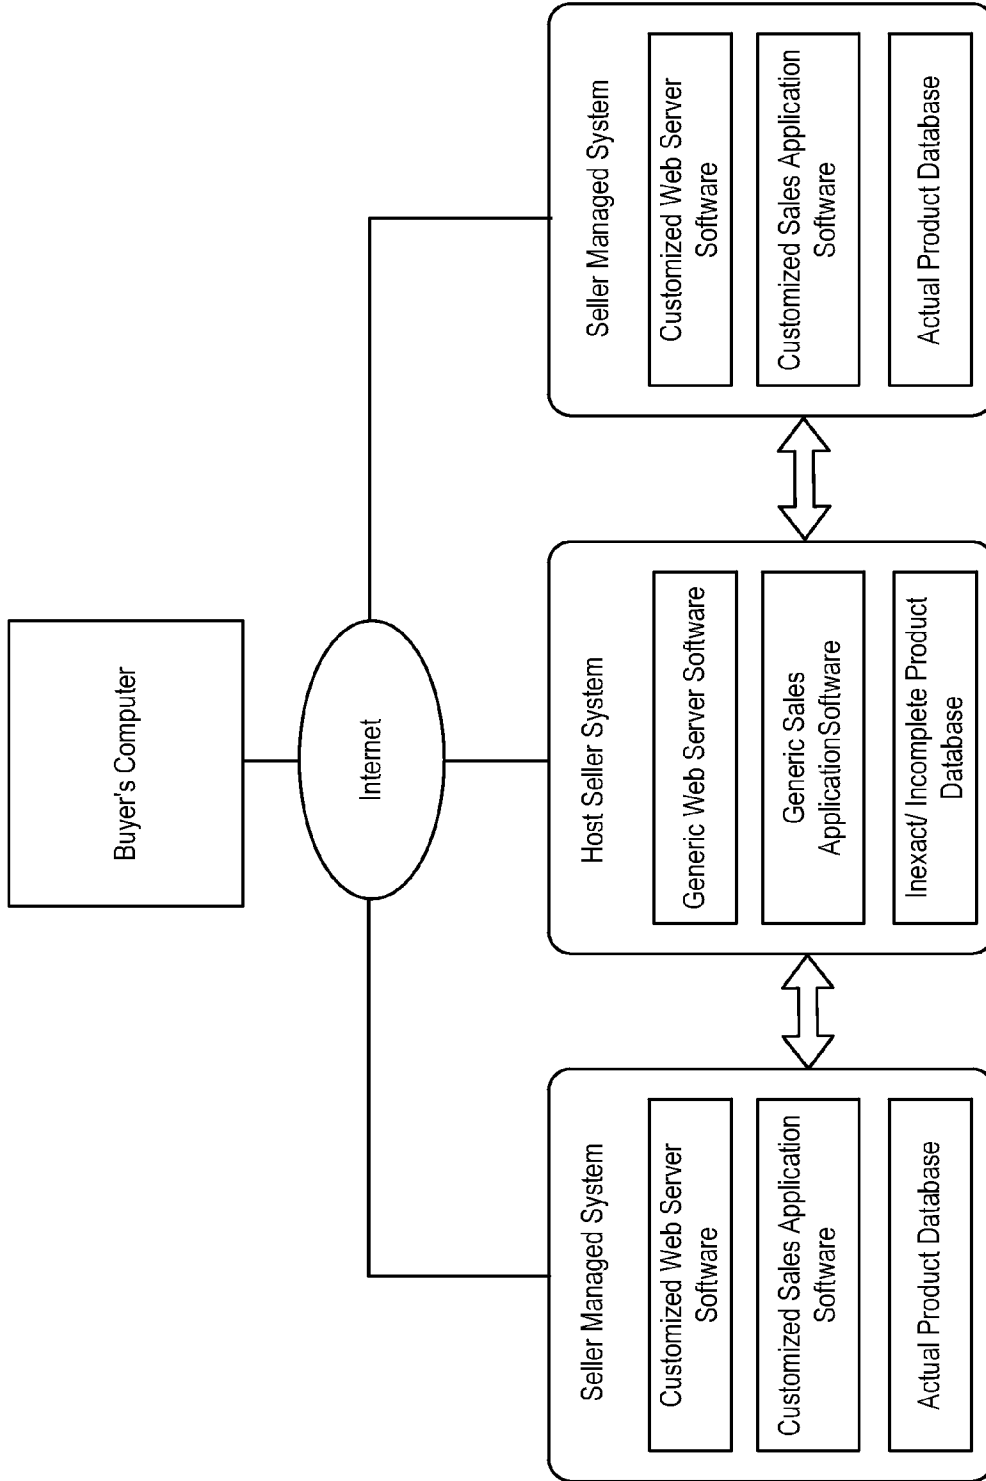 Buyer's Computer
Internet
Seller Managed System
Customized Web Server
Software
Customized Sales Application
Software
Actual Product Database
Host Seller System
Generic Web Server Software
Generic Sales
ApplicationSoftware
Inexact/ Incomplete Product
Database
Seller Managed System
Customized Web Server
Software
Customized Sales Application
Software
Actual Product Database